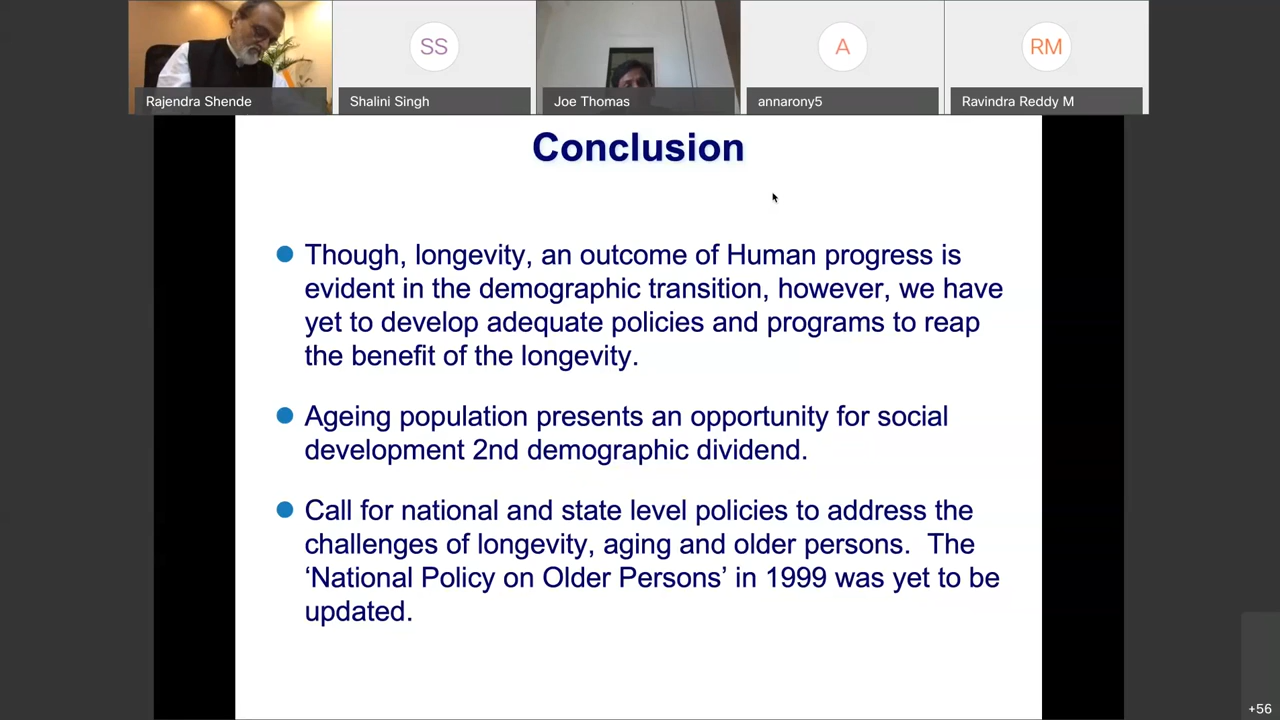 SS
A
RM
Rajendra Shende
Shalini Singh
Joe Thomas
annarony5
Ravindra Reddy M
Conclusion
Though, longevity, an outcome of Human progress is
evident in the demographic transition, however, we have
yet to develop adequate policies and programs to reap
the benefit of the longevity.
Ageing population presents an opportunity for social
development 2nd demographic dividend.
Call for national and state level policies to address the
challenges of longevity, aging and older persons.  The
‘National Policy on Older Persons’ in 1999 was yet to be
updated.
+56